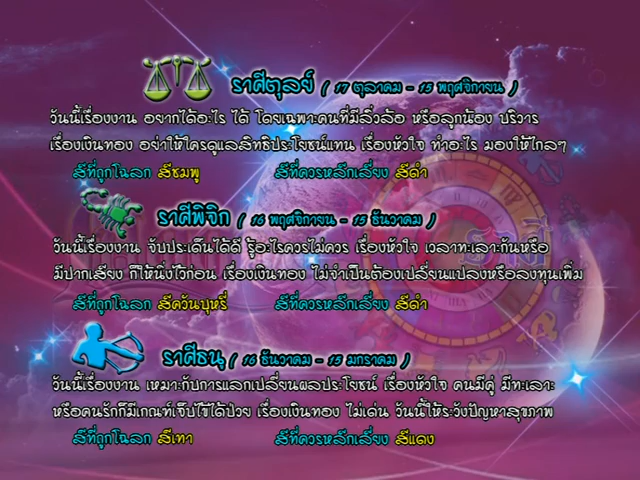 ราศีตุลย์ ( 17 ตุลาคม - 15 พฤศจิกายน )
วันนี้เรื่องงาน อยากได้อะไร ได้ โดยเฉพาะคนที่มีลิ่วล้อ หรือลูกน้อง บริวาร
เรื่องเงินทอง อย่าให้ใครดูแลสิทธิประโยชน์แทน เรื่องหัวใจ ทำอะไร มองให้ไกลๆ
สีที่ถูกโฉลก สีชมพู สีที่ควรหลีกเลี่ยง สีดำ
ราศีพิจิก ( 16 พฤศจิกายน - 15 ธันวาคม )
วันนี้เรื่องงาน จับประเด็นได้ดี รู้อะไรควรไม่ควร เรื่องหัวใจ เวลาทะเลาะกันหรือ
มีปากเสียง ก็ให้นิ่งไว้ก่อน เรื่องเงินทอง ไม่จำเป็นต้องเปลี่ยนแปลงหรือลงทุนเพิ่ม
สีที่ถูกโฉลก สีควันบุหรี่ สีที่ควรหลีกเลี่ยง สีดำ
ราศีธนู ( 16 ธันวาคม - 15 มกราคม )
วันนี้เรื่องงาน เหมาะกับการแลกเปลี่ยนผลประโยชน์ เรื่องหัวใจ คนมีคู่ มีทะเลาะ
หรือคนรักก็มีเกณฑ์เจ็บไข้ได้ป่วย เรื่องเงินทอง ไม่เด่น วันนี้ให้ระวังปัญหาสุขภาพ
สีที่ถูกโฉลก สีเทา สีที่ควรหลีกเลี่ยง สีแดง